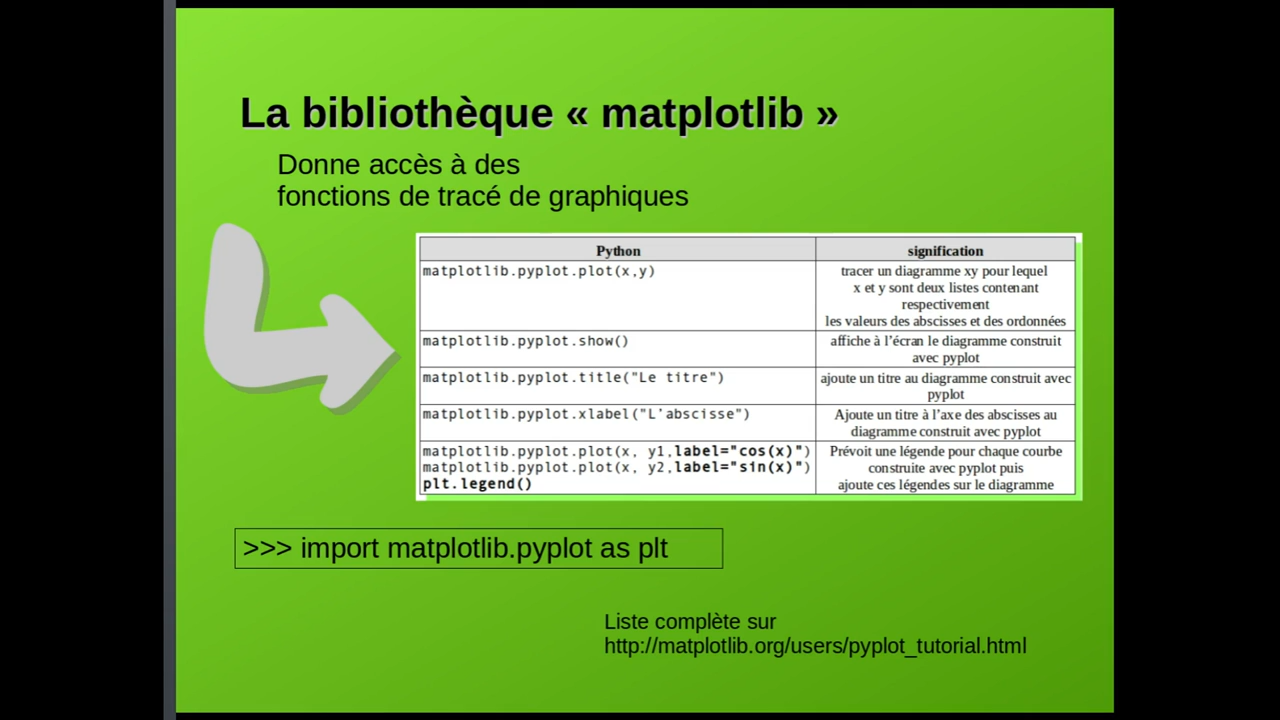 La bibliothèque « matplotlib »
Donne accès à des
fonctions de tracé de graphiques
Python
signification
matplotlib.pyplot.plot(x,y)
tracer un diagramme xy pour lequel
x et y sont deux listes contenant
respectivement
les valeurs des abscisses et des ordonnées
matplotlib.pyplot.show()
affiche à l'écran le diagramme construit
avec pyplot
matplotlib.pyplot.title("Le titre")
ajoute un titre au diagramme construit avec
pyplot
matplotlib.pyplot.xlabel("L'abscisse")
Ajoute un titre à l'axe des abscisses au
diagramme construit avec pyplot
matplotlib.pyplot.plot(x, y1,label="cos(x)")
matplotlib.pyplot.plot(x, y2,label="sin(x)")
plt.legend()
Prévoit une légende pour chaque courbe
construite avec pyplot puis
ajoute ces légendes sur le diagramme
>>> import matplotlib.pyplot as plt
Liste complète sur
http://matplotlib.org/users/pyplot_tutorial.html